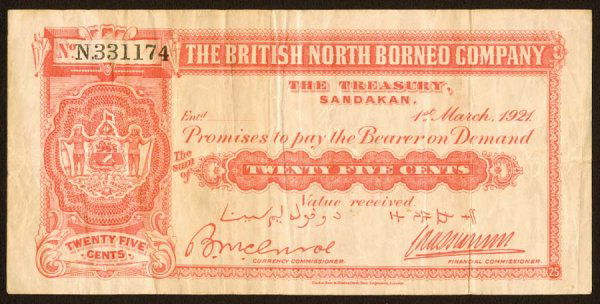 No. N.331174
THE BRITISH NORTH BORNEO COMPANY
THE TREASURY,
SANDAKAN.
Entd 1st March, 1921
Promises to pay the Bearer on Demand
The sum of TWENTY FIVE CENTS
Value received.
CURRENCY COMMISSIONER. FINANCIAL COMMISSIONER.
TWENTY FIVE
CENTS
25